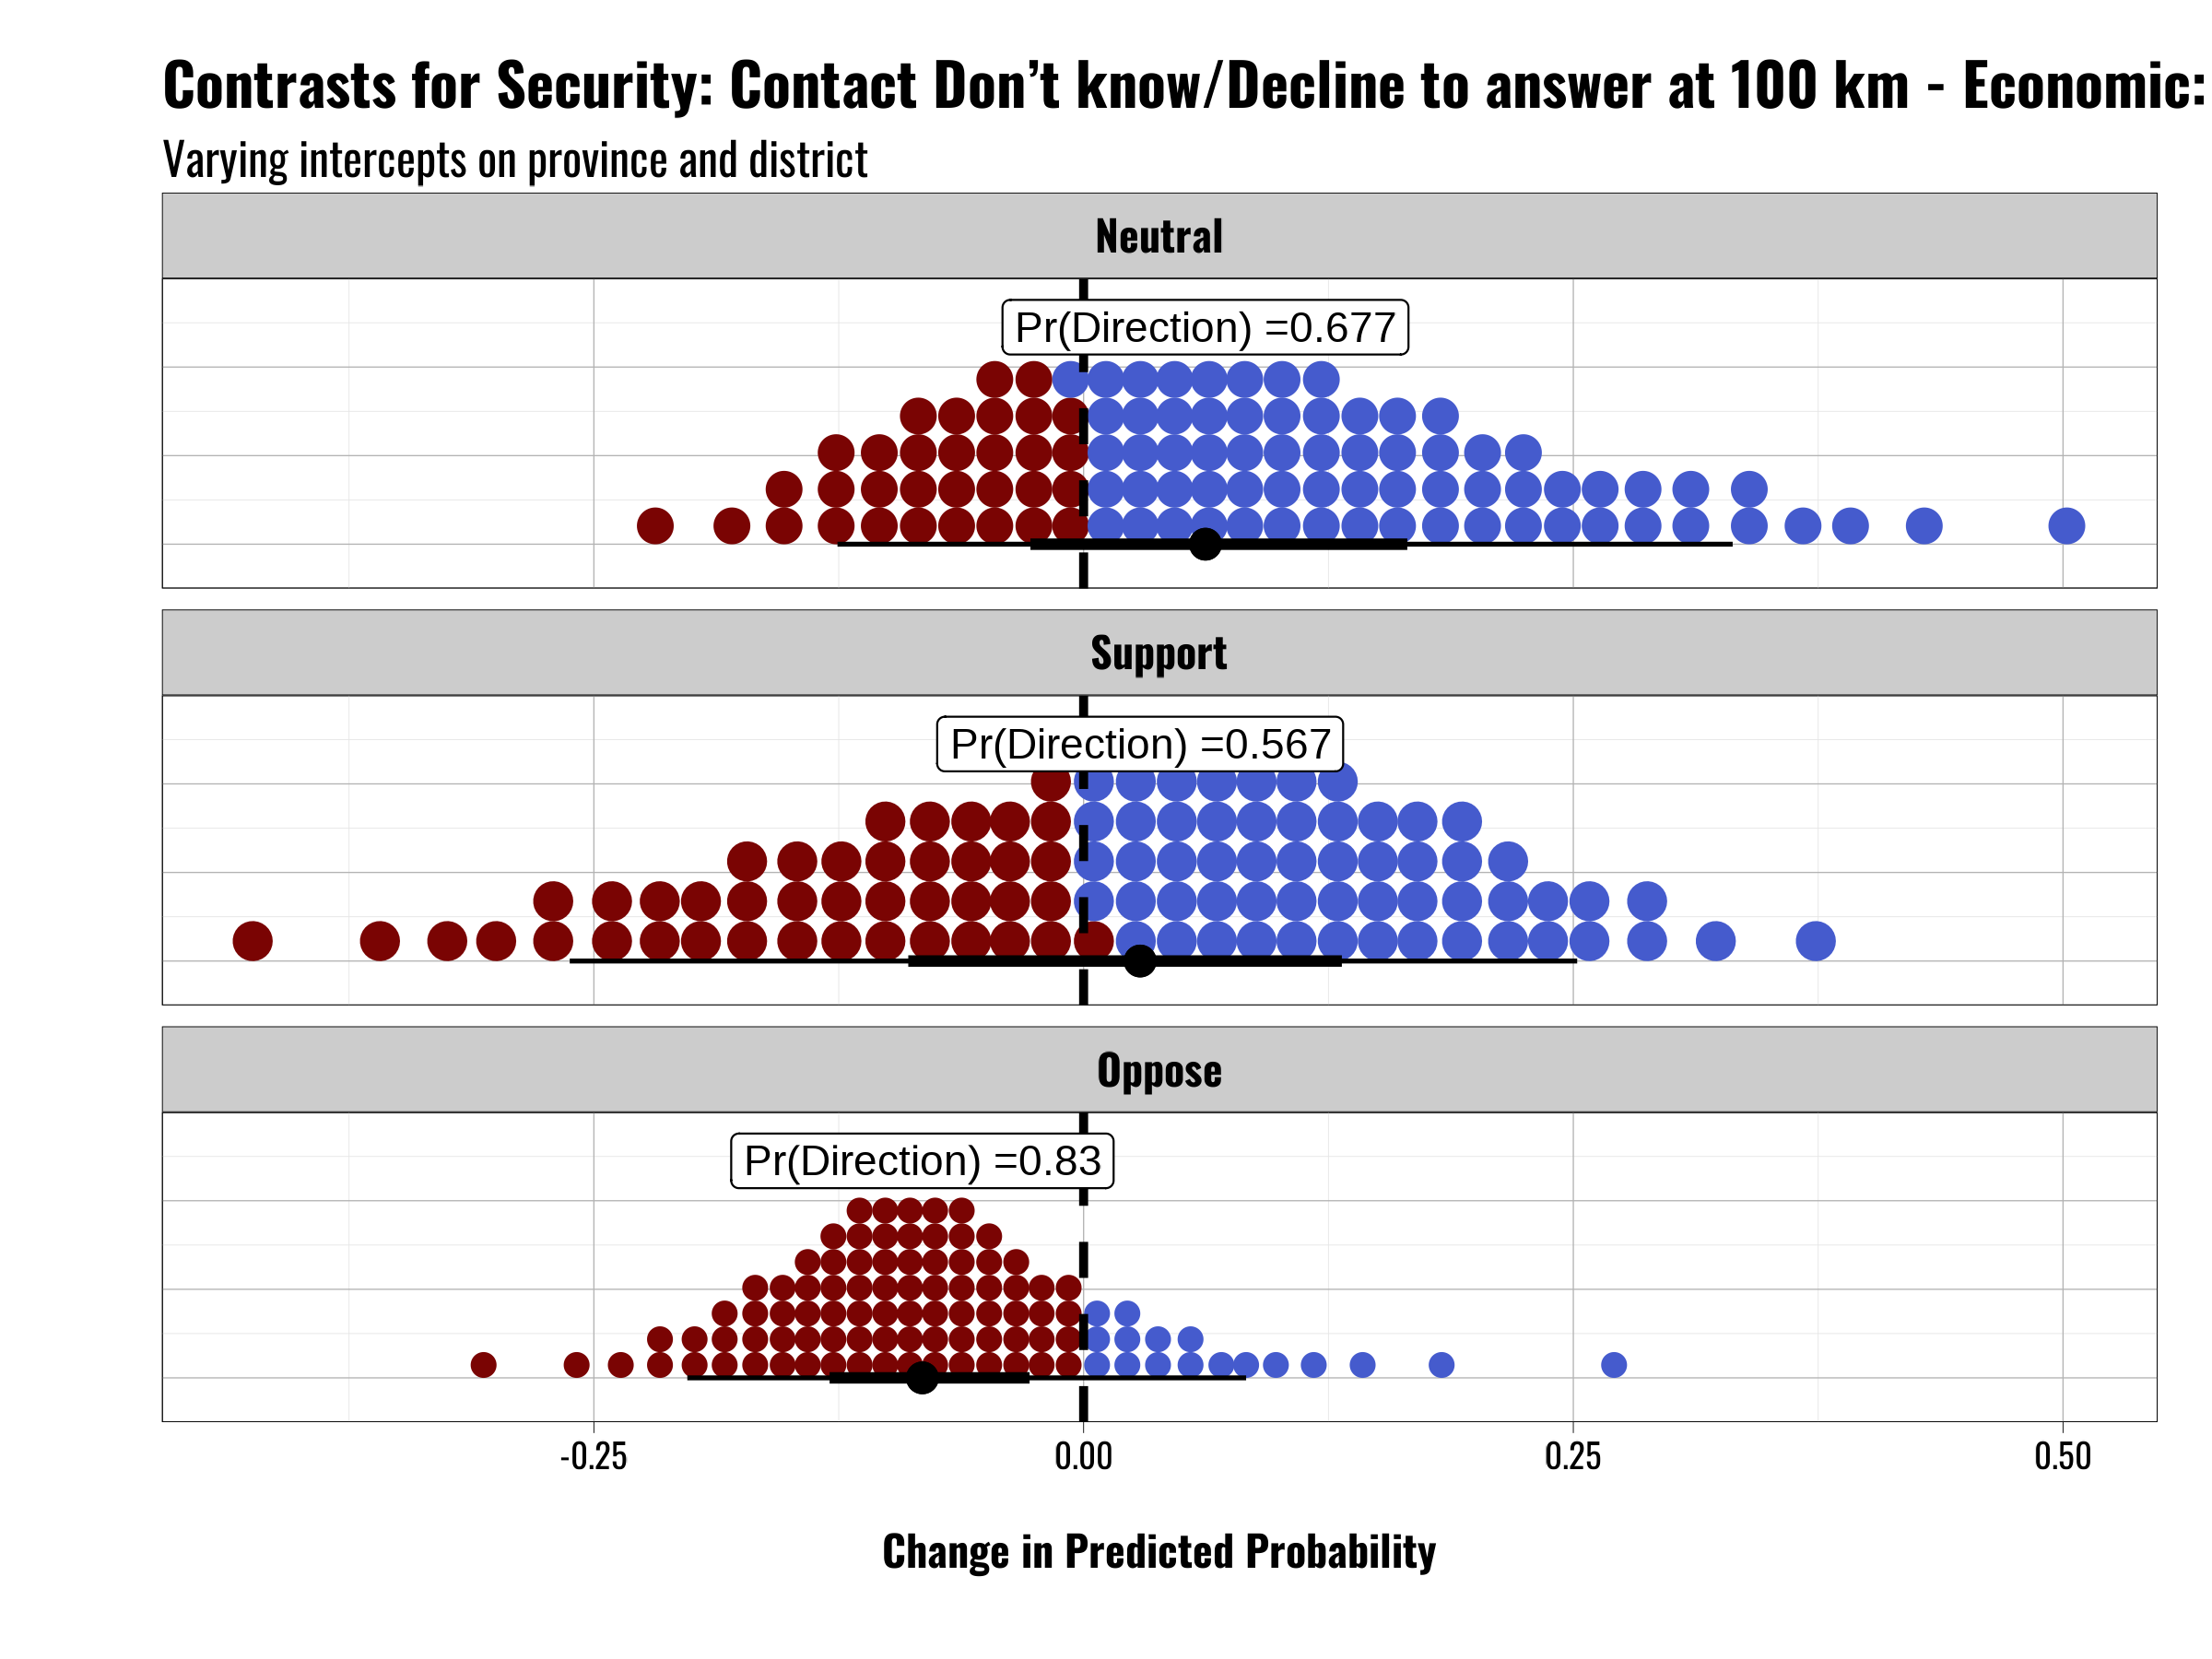 Contrasts for Security: Contact Don’t know/Decline to answer at 100 km - Economic:
Varying intercepts on province and district
Neutral
Pr(Direction) =0.677
Support
Pr(Direction) =0.567
Oppose
Pr(Direction) =0.83
-0.25 0.00 0.25 0.50
Change in Predicted Probability